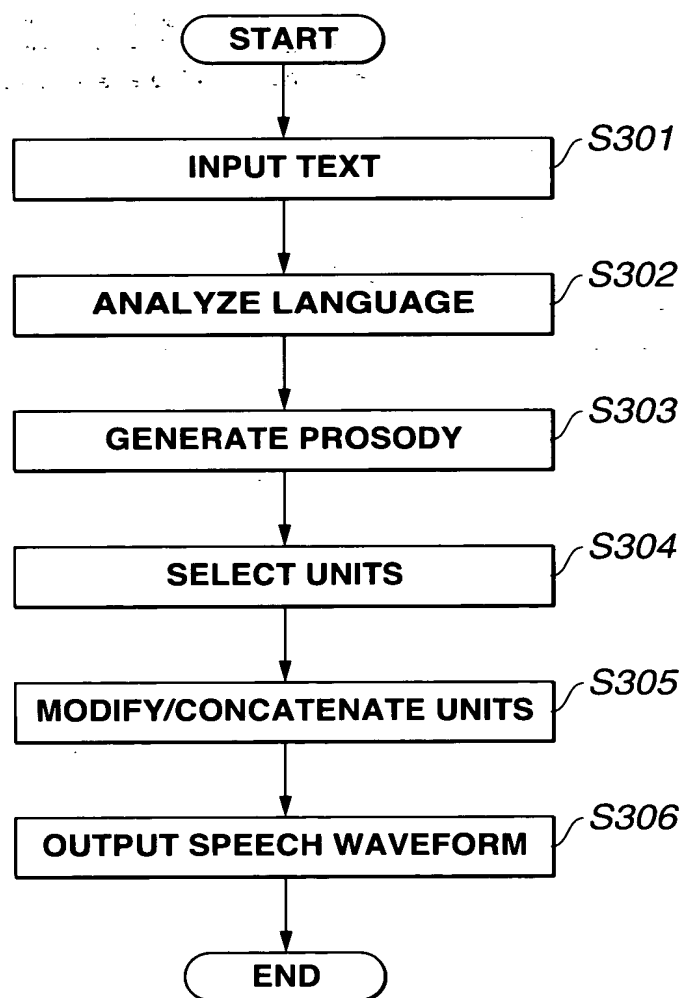 START
S301
INPUT TEXT
S302
ANALYZE LANGUAGE
S303
GENERATE PROSODY
S304
SELECT UNITS
S305
MODIFY/CONCATENATE UNITS
S306
OUTPUT SPEECH WAVEFORM
END